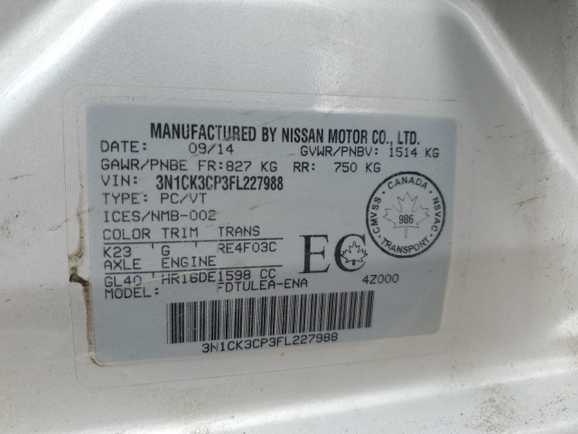 MANUFACTURED BY NISSAN MOTOR CO., LTD.
DATE: 09/14 GVWR/PNBV: 1514 KG
GAWR/PNBE FR: 827 KG RR: 750 KG
VIN: 3N1CK3CP3FL227988
TYPE: PC/VT
ICES/NMB-002
COLOR TRIM TRANS
K23 G RE4F03C
AXLE ENGINE
GL40 HR16DE1598 CC
MODEL: FDTULEA-ENA 4Z000
EC
CANADA
CMVSS NSVAC
986
TRANSPORT
3N1CK3CP3FL227988